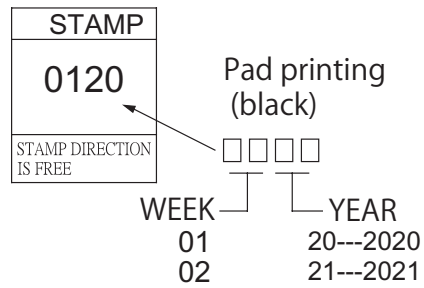 STAMP
0120
STAMP DIRECTION
IS FREE
Pad printing
(black)
□□□□
WEEK
YEAR
01
20---2020
02
21---2021